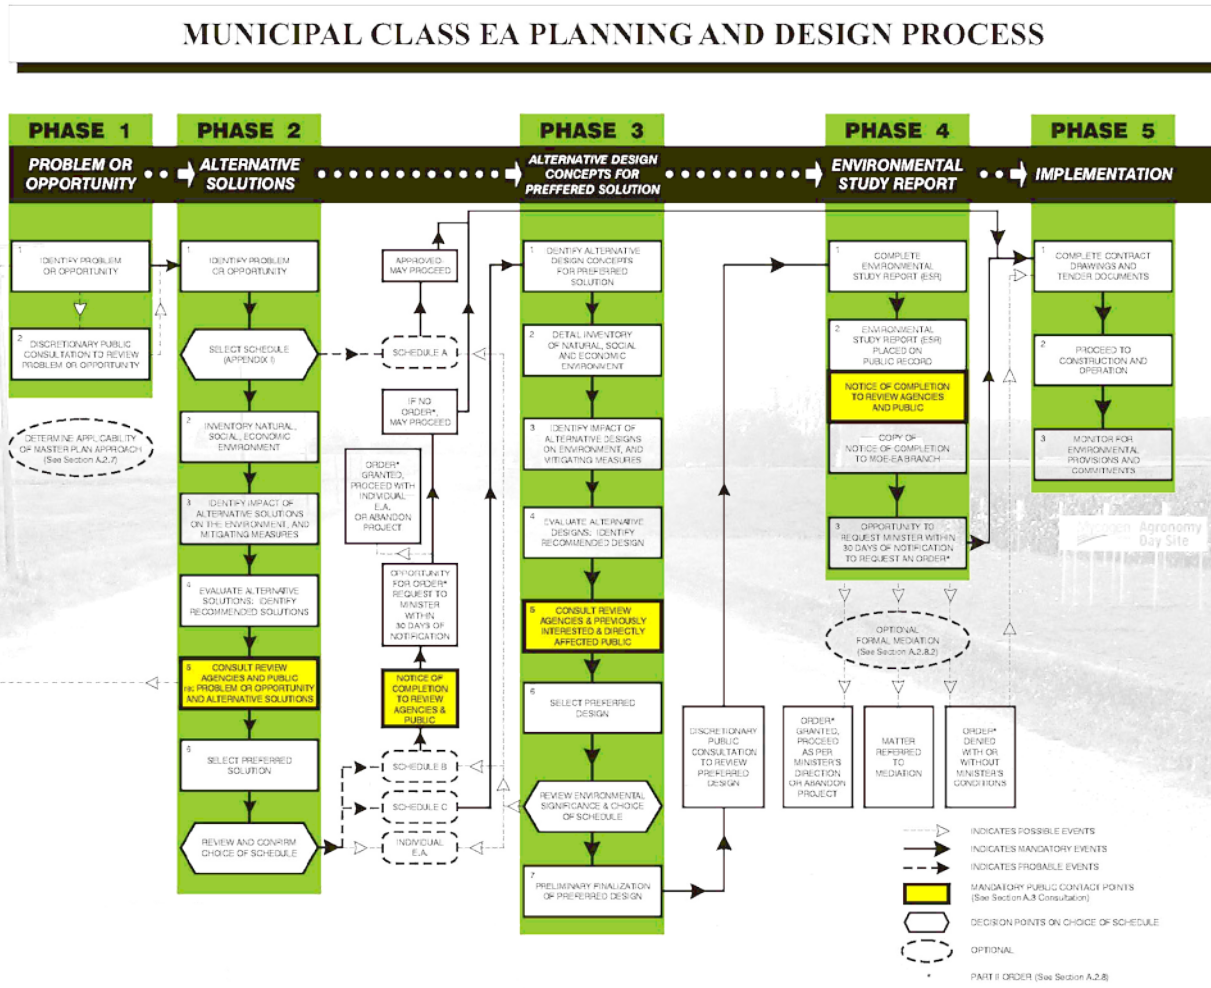 MUNICIPAL CLASS EA PLANNING AND DESIGN PROCESS
PHASE 1
PROBLEM OR
OPPORTUNITY
1
IDENTIFY PROBLEM
OR OPPORTUNITY
2
DISCRETIONARY PUBLIC
CONSULTATION TO REVIEW
PROBLEM OR OPPORTUNITY
DETERMINE APPLICABILITY
OF MASTER PLAN APPROACH
(See Section A.2.7)
PHASE 2
ALTERNATIVE
SOLUTIONS
1
IDENTIFY PROBLEM
OR OPPORTUNITY
SELECT SCHEDULE
(APPENDIX I)
2
INVENTORY NATURAL,
SOCIAL, ECONOMIC
ENVIRONMENT
3
IDENTIFY IMPACT OF
ALTERNATIVE SOLUTIONS
ON THE ENVIRONMENT, AND
MITIGATING MEASURES
4
EVALUATE ALTERNATIVE
SOLUTIONS: IDENTIFY
RECOMMENDED SOLUTIONS
5
CONSULT REVIEW
AGENCIES AND PUBLIC
re: PROBLEM OR OPPORTUNITY
AND ALTERNATIVE SOLUTIONS
6
SELECT PREFERRED
SOLUTION
REVIEW AND CONFIRM
CHOICE OF SCHEDULE
APPROVED-
MAY PROCEED
SCHEDULE A
IF NO
ORDER*,
MAY PROCEED
ORDER*
GRANTED,
PROCEED WITH
INDIVIDUAL
E.A.
OR ABANDON
PROJECT
OPPORTUNITY
FOR ORDER*
REQUEST TO
MINISTER
WITHIN
30 DAYS OF
NOTIFICATION
NOTICE OF
COMPLETION
TO REVIEW
AGENCIES &
PUBLIC
SCHEDULE B
SCHEDULE C
INDIVIDUAL
E.A.
PHASE 3
ALTERNATIVE DESIGN
CONCEPTS FOR
PREFFERED SOLUTION
1
IDENTIFY ALTERNATIVE
DESIGN CONCEPTS
FOR PREFERRED
SOLUTION
2
DETAIL INVENTORY
OF NATURAL, SOCIAL
AND ECONOMIC
ENVIRONMENT
3
IDENTIFY IMPACT OF
ALTERNATIVE DESIGNS
ON ENVIRONMENT, AND
MITIGATING MEASURES
4
EVALUATE ALTERNATIVE
DESIGNS: IDENTIFY
RECOMMENDED DESIGN
5
CONSULT REVIEW
AGENCIES & PREVIOUSLY
INTERESTED & DIRECTLY
AFFECTED PUBLIC
6
SELECT PREFERRED
DESIGN
REVIEW ENVIRONMENTAL
SIGNIFICANCE & CHOICE
OF SCHEDULE
7
PRELIMINARY FINALIZATION
OF PREFERRED DESIGN
DISCRETIONARY
PUBLIC
CONSULTATION
TO REVIEW
PREFERRED
DESIGN
PHASE 4
ENVIRONMENTAL
STUDY REPORT
1
COMPLETE
ENVIRONMENTAL
STUDY REPORT (ESR)
2
ENVIRONMENTAL
STUDY REPORT (ESR)
PLACED ON
PUBLIC RECORD
NOTICE OF COMPLETION
TO REVIEW AGENCIES
AND PUBLIC
COPY OF
NOTICE OF COMPLETION
TO MOE-EA BRANCH
3
OPPORTUNITY TO
REQUEST MINISTER WITHIN
30 DAYS OF NOTIFICATION
TO REQUEST AN ORDER*
OPTIONAL
FORMAL MEDIATION
(See Section A.2.8.2)
ORDER*
GRANTED,
PROCEED
AS PER
MINISTER'S
DIRECTION
OR ABANDON
PROJECT
MATTER
REFERRED
TO
MEDIATION
ORDER*
DENIED
WITH OR
WITHOUT
MINISTER'S
CONDITIONS
PHASE 5
IMPLEMENTATION
1
COMPLETE CONTRACT
DRAWINGS AND
TENDER DOCUMENTS
2
PROCEED TO
CONSTRUCTION AND
OPERATION
3
MONITOR FOR
ENVIRONMENTAL
PROVISIONS AND
COMMITMENTS
Agronomy
Day Site
INDICATES POSSIBLE EVENTS
INDICATES MANDATORY EVENTS
INDICATES PROBABLE EVENTS
MANDATORY PUBLIC CONTACT POINTS
(See Section A.3 Consultation)
DECISION POINTS ON CHOICE OF SCHEDULE
OPTIONAL
* PART II ORDER (See Section A.2.8)